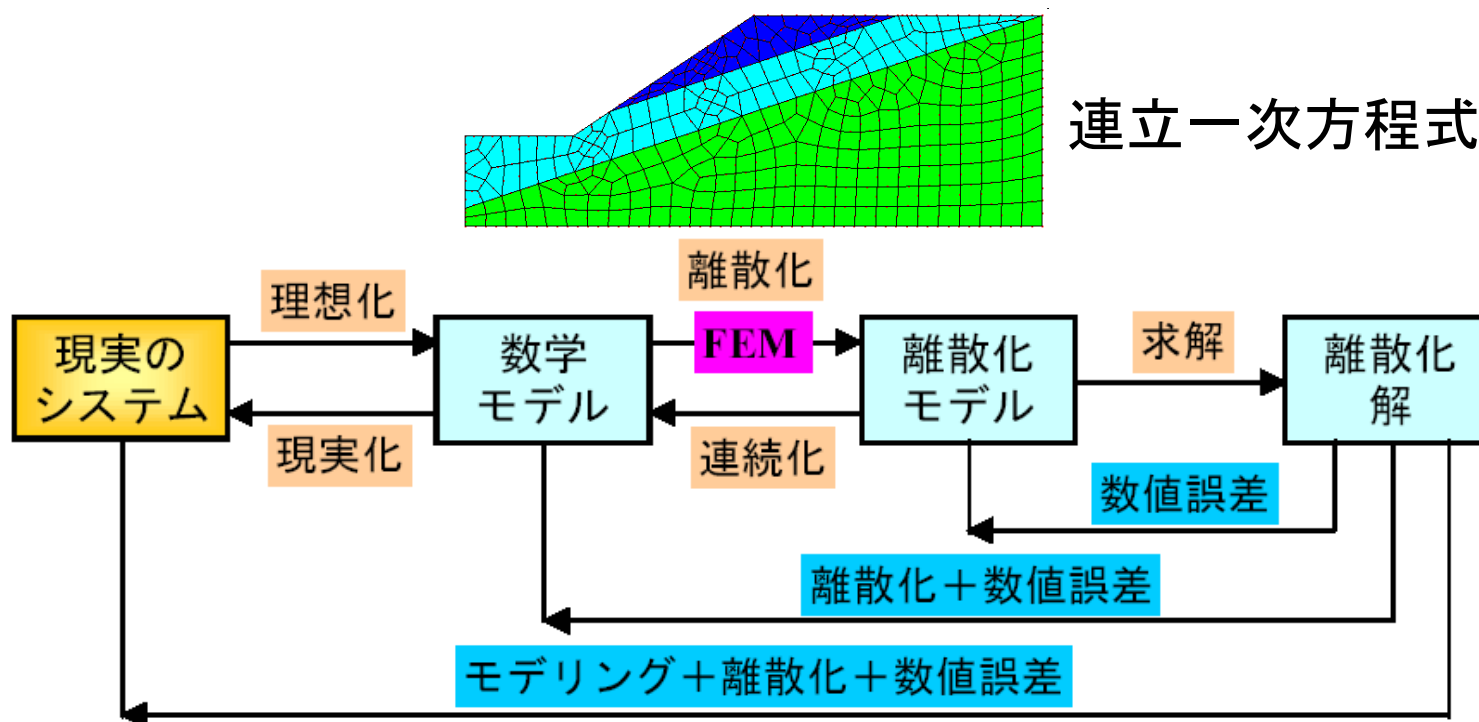 連立一次方程式
離散化
理想化
FEM
求解
現実の
システム
数学
モデル
離散化
モデル
離散化
解
現実化
連続化
数値誤差
離散化＋数値誤差
モデリング＋離散化＋数値誤差